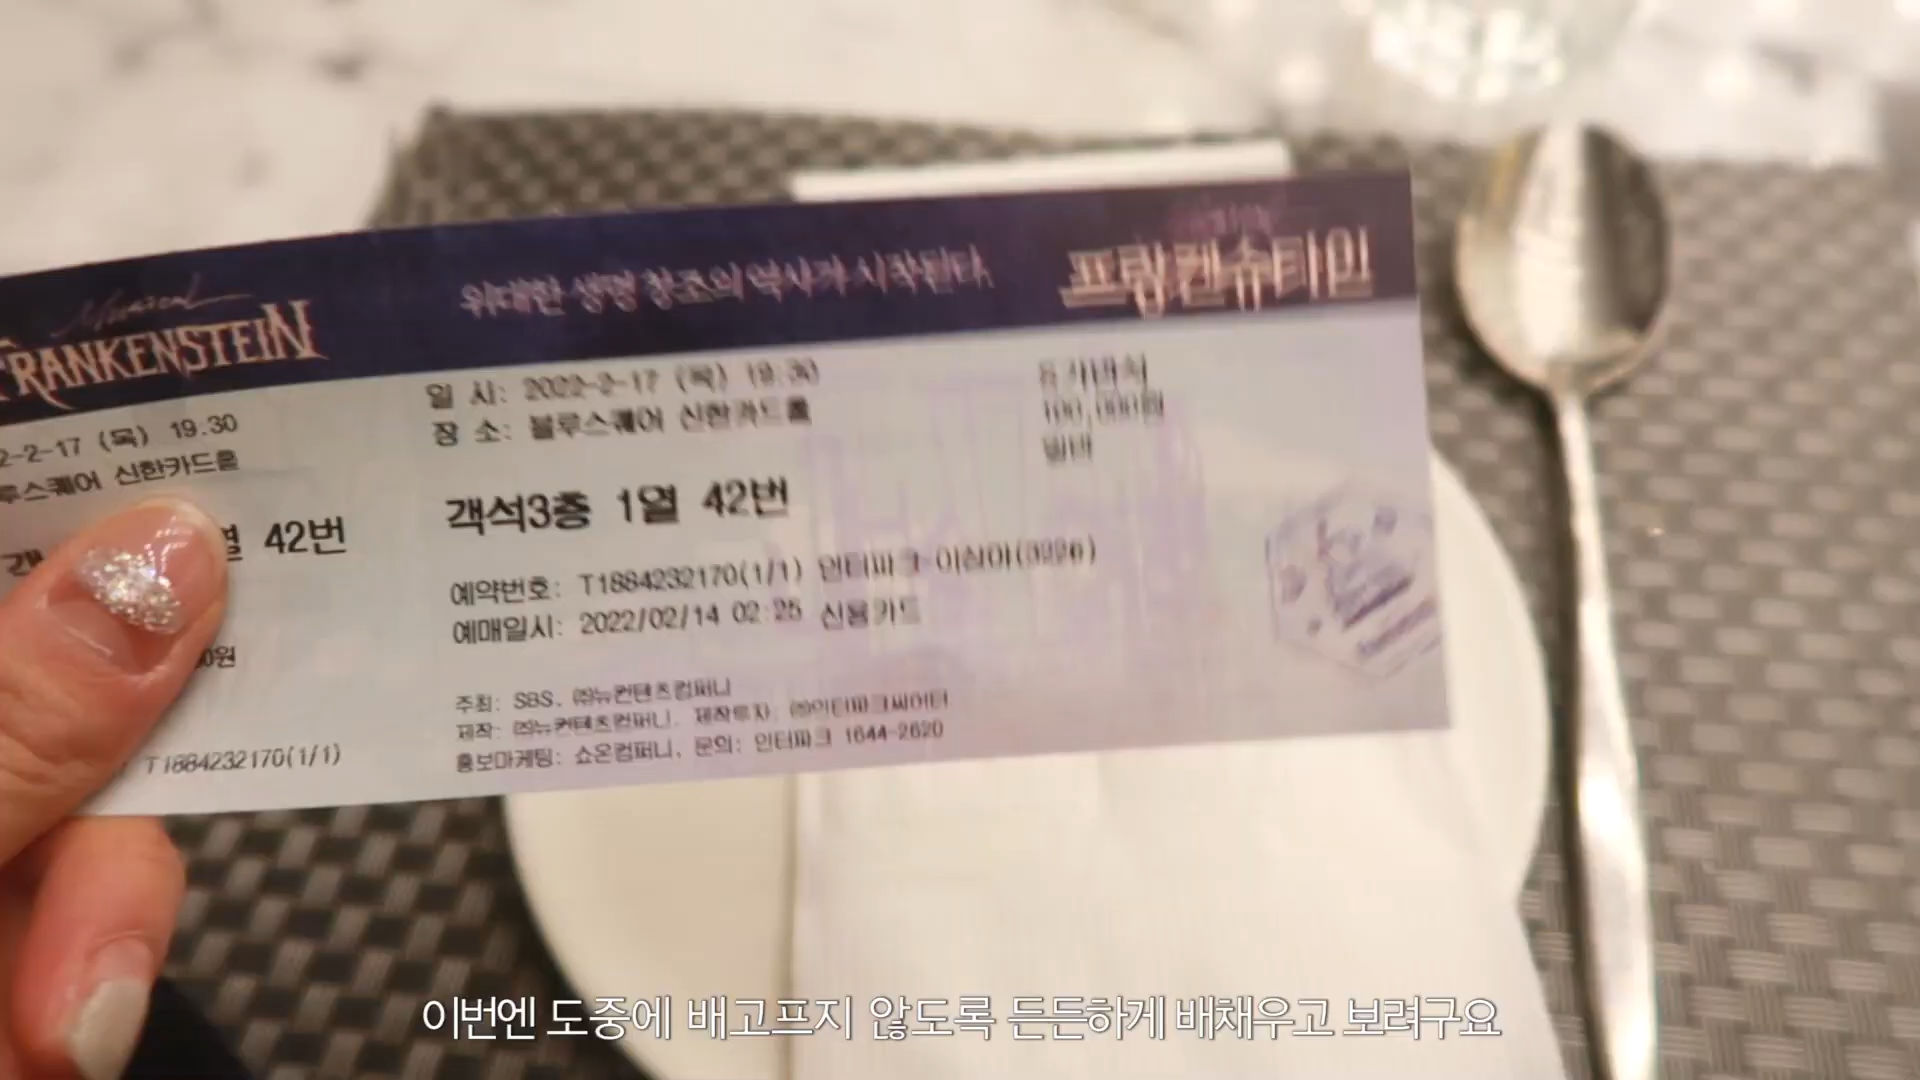 Musical
FRANKENSTEIN
위대한 생명 창조의 역사가 시작된다.
프랑켄슈타인
2-2-17 (목) 19:30
루스퀘어 신한카드홀
객 열 42번
00원
T1884232170(1/1)
일 시: 2022-2-17 (목) 19:30
장 소: 블루스퀘어 신한카드홀
100,000원
객석3층 1열 42번
예약번호: T1884232170(1/1) 인터파크
예매일시: 2022/02/14 02:25 신용카드
주최: SBS, ㈜뉴컨텐츠컴퍼니
제작: ㈜뉴컨텐츠컴퍼니, 제작투자: ㈜인터파크씨어터
홍보마케팅: 쇼온컴퍼니, 문의: 인터파크 1644-2620
이번엔 도중에 배고프지 않도록 든든하게 배채우고 보려구요